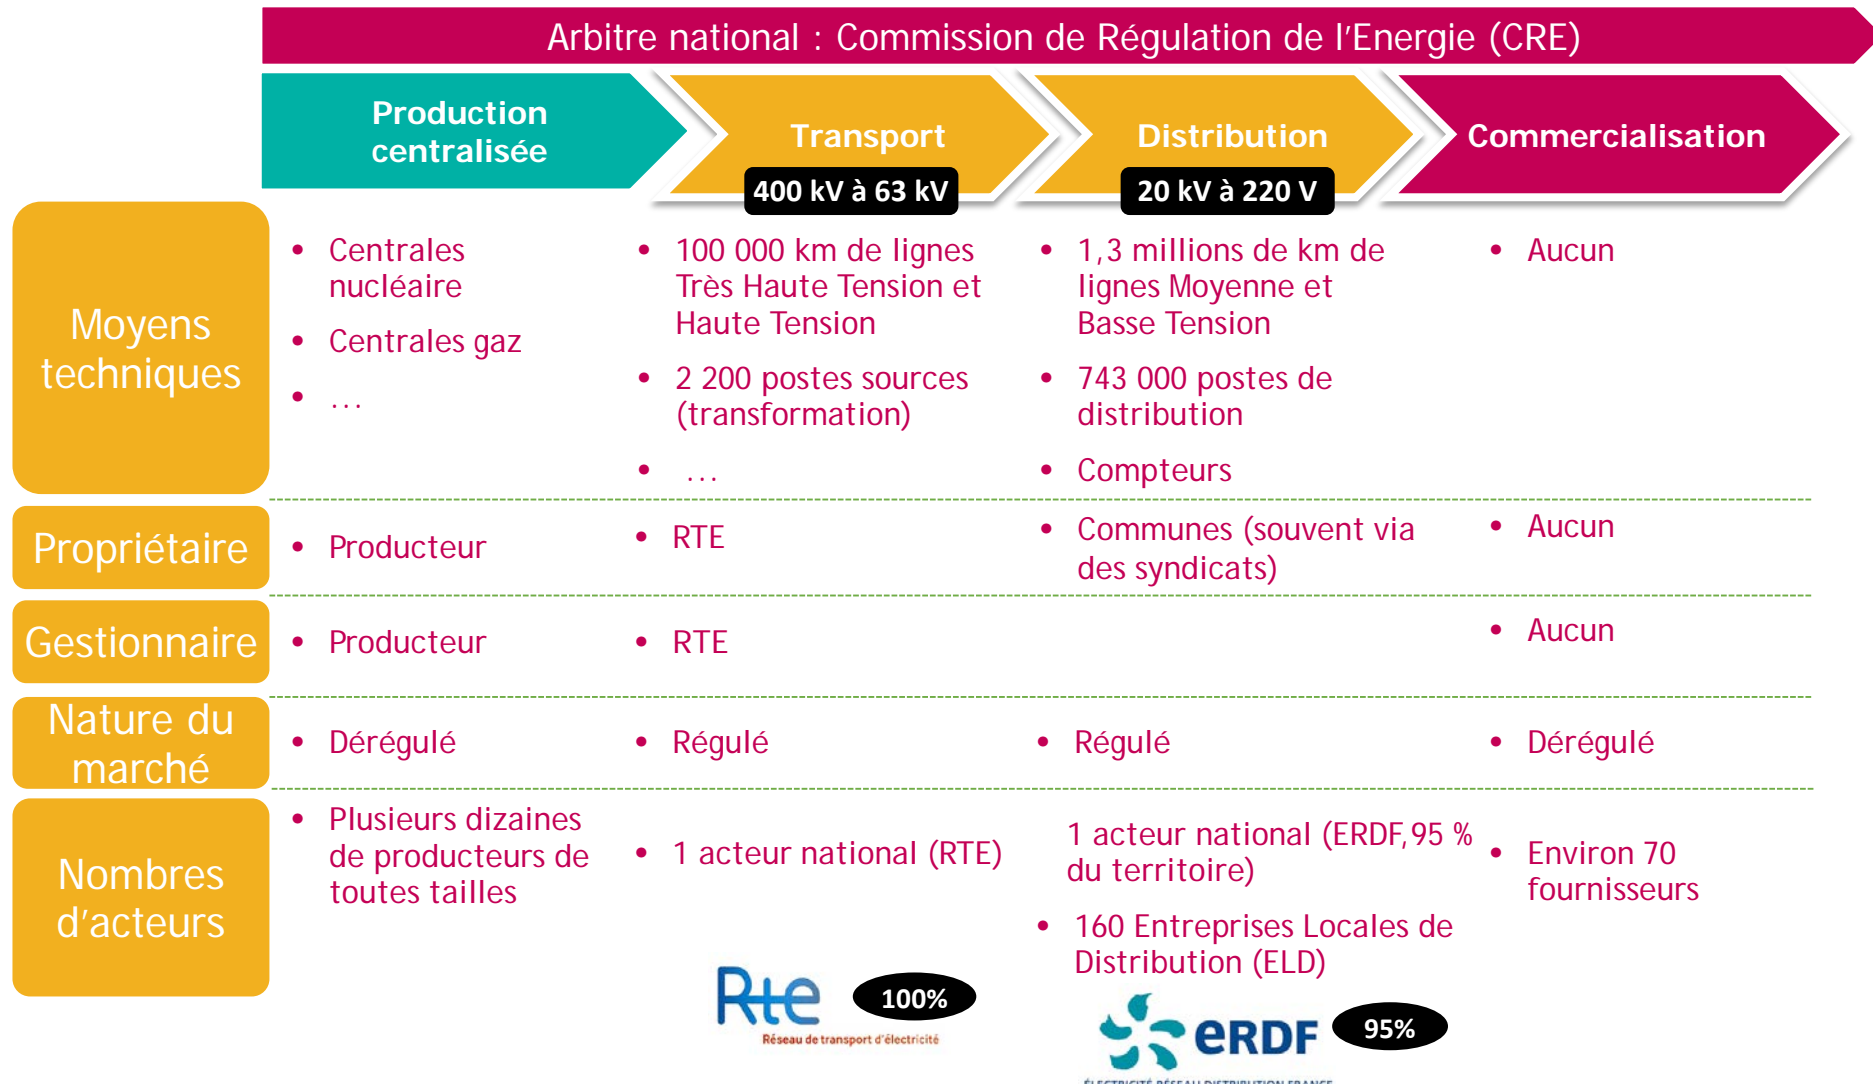 Arbitre national : Commission de Régulation de l'Energie (CRE)
Production
centralisée
Transport
400 kV à 63 kV
Distribution
20 kV à 220 V
Commercialisation
Moyens
techniques
• Centrales
nucléaire
• Centrales gaz
• ...
• 100 000 km de lignes
Très Haute Tension et
Haute Tension
• 2 200 postes sources
(transformation)
• ...
• 1,3 millions de km de
lignes Moyenne et
Basse Tension
• 743 000 postes de
distribution
• Compteurs
• Aucun
Propriétaire
• Producteur
• RTE
• Communes (souvent via
des syndicats)
• Aucun
Gestionnaire
• Producteur
• RTE
• Aucun
Nature du
marché
• Dérégulé
• Régulé
• Régulé
• Dérégulé
Nombres
d'acteurs
• Plusieurs dizaines
de producteurs de
toutes tailles
• 1 acteur national (RTE)
1 acteur national (ERDF,95 %
du territoire)
• 160 Entreprises Locales de
Distribution (ELD)
• Environ 70
fournisseurs
Rte
Réseau de transport d'électricité
100%
eRDF
ÉLECTRICITÉ RÉSEAU DISTRIBUTION FRANCE
95%